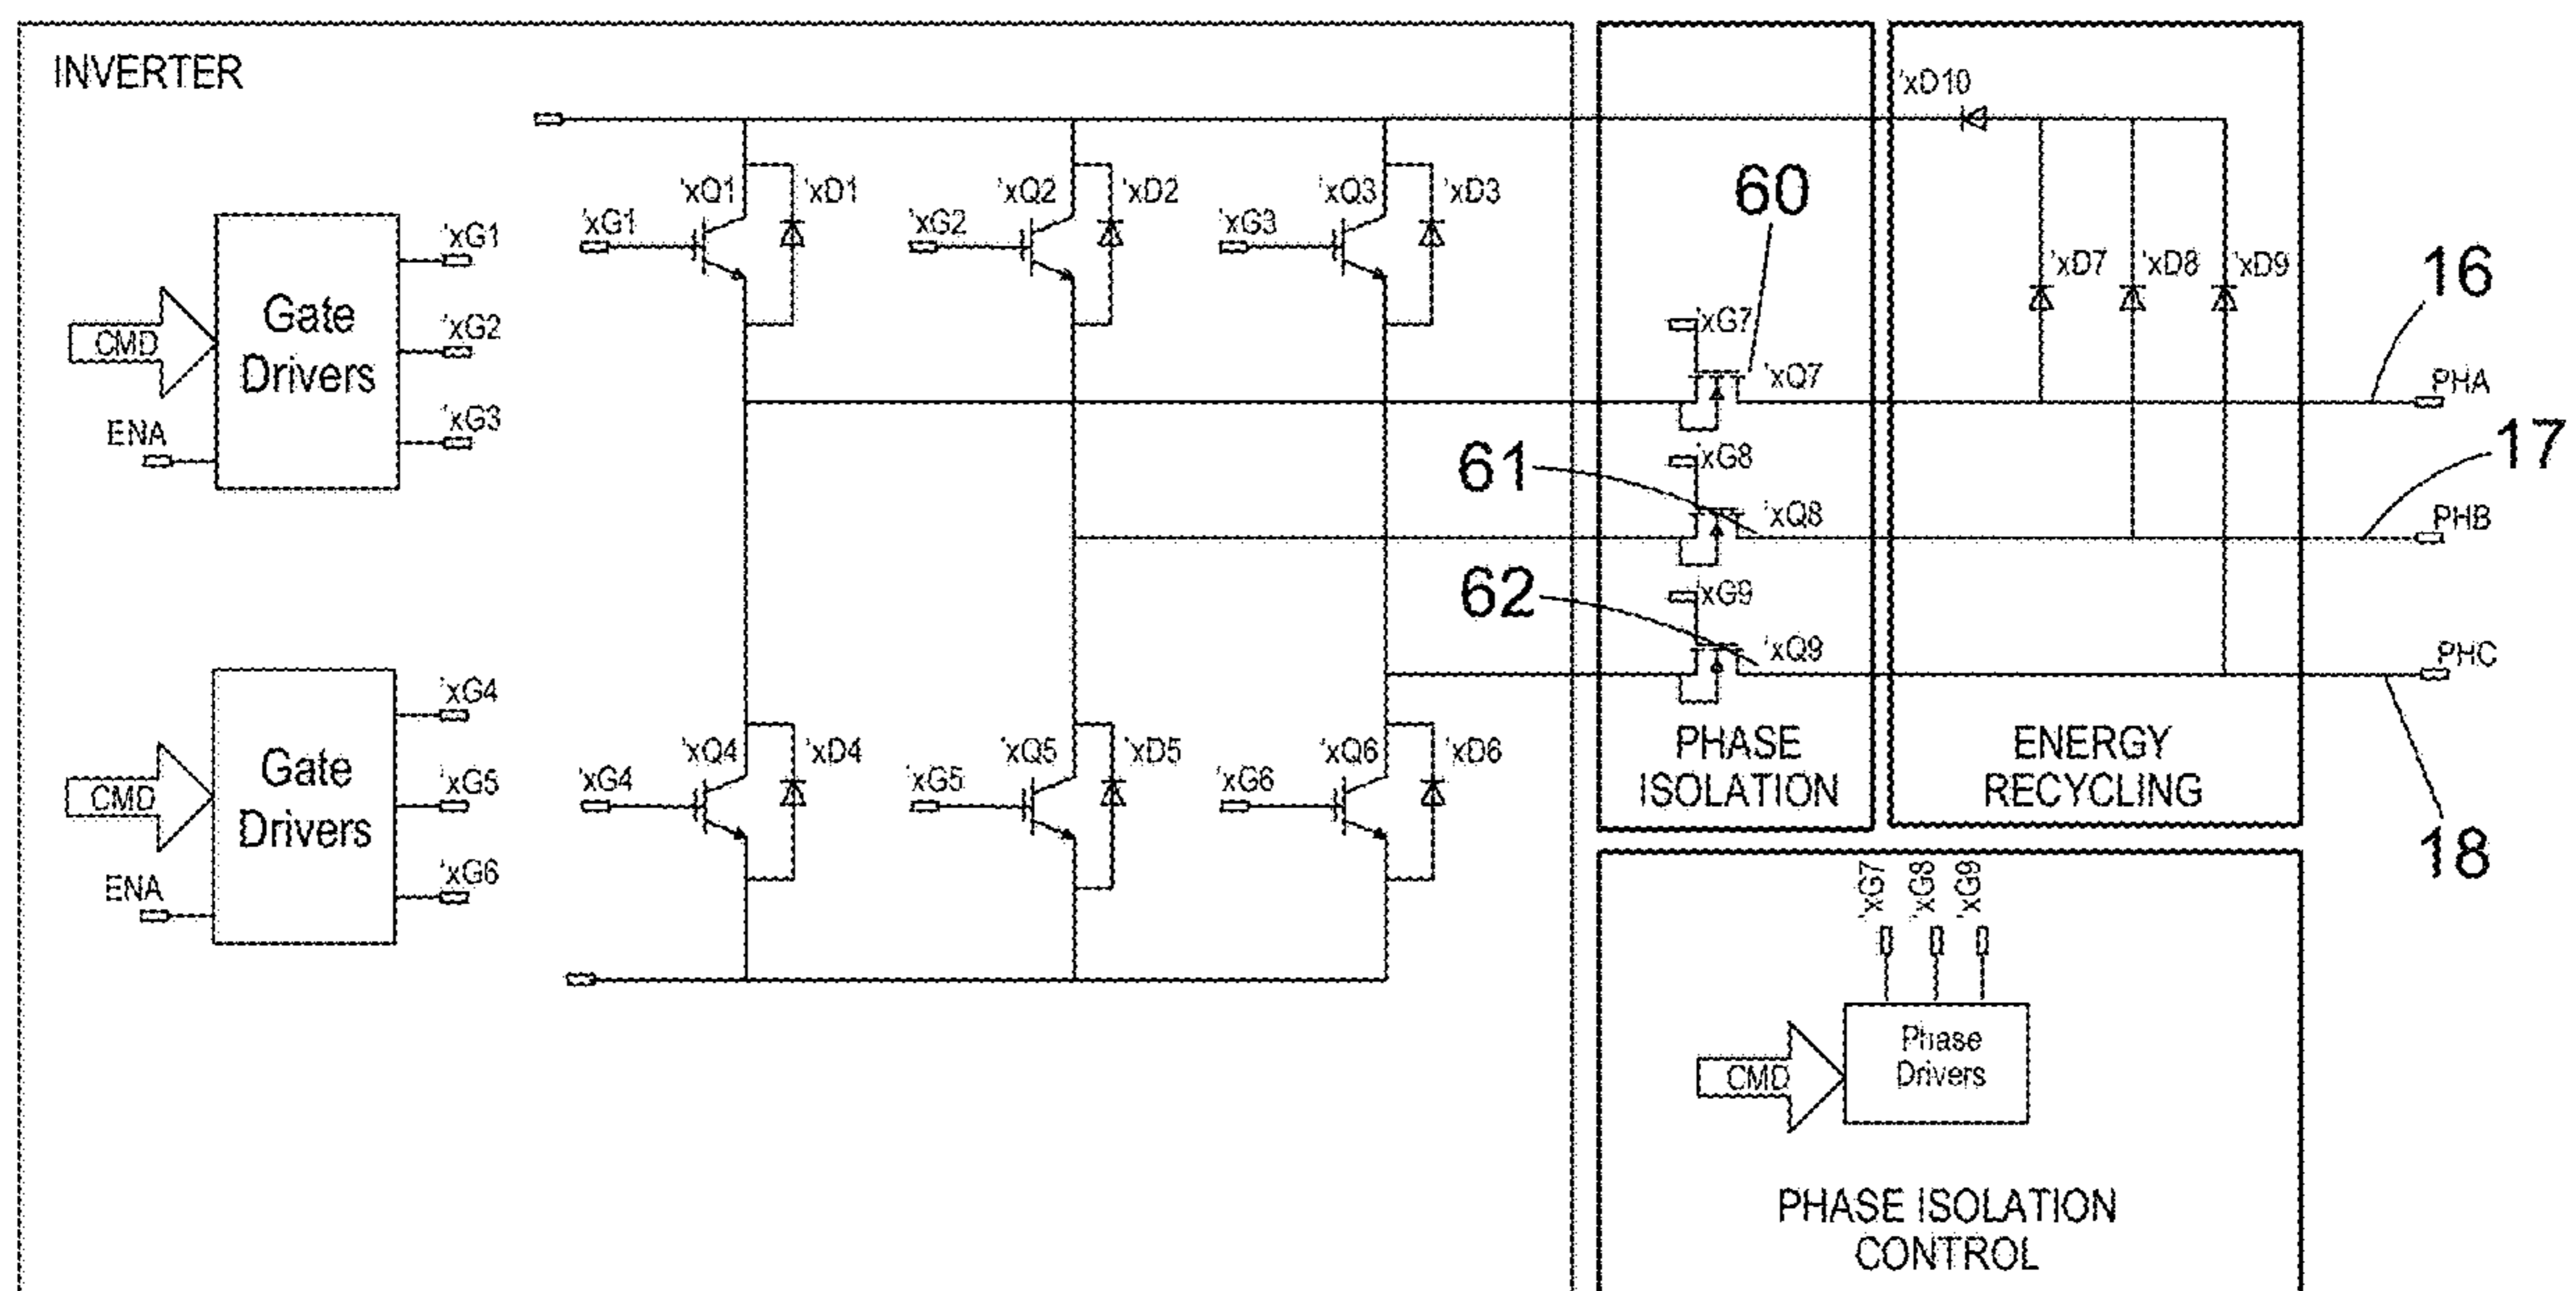 INVERTER
'xD10
'xQ1
'xD1
'xQ2
'xD2
'xQ3
'xD3
60
'xG1
'xG1
'xG2
'xG3
'xD7
'xD8
'xD9
16
Gate
Drivers
CMD
'xG2
'xG3
ENA
'xG7
'xQ7
PHA
61
'xG8
'xQ8
17
PHB
62
'xG9
'xQ9
PHC
18
Gate
Drivers
CMD
'xG4
'xG5
'xG6
ENA
'xQ4
'xD4
'xQ5
'xD5
'xQ6
'xD6
'xG4
'xG5
'xG6
PHASE
ISOLATION
ENERGY
RECYCLING
'xG7
'xG8
'xG9
Phase
Drivers
CMD
PHASE ISOLATION
CONTROL